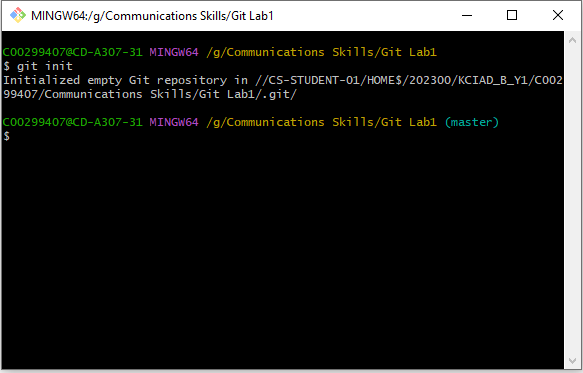 MINGW64:/g/Communications Skills/Git Lab1
C00299407@CD-A307-31 MINGW64 /g/Communications Skills/Git Lab1
$ git init
Initialized empty Git repository in //CS-STUDENT-01/HOME$/202300/KCIAD_B_Y1/C002
99407/Communications Skills/Git Lab1/.git/
C00299407@CD-A307-31 MINGW64 /g/Communications Skills/Git Lab1 (master)
$